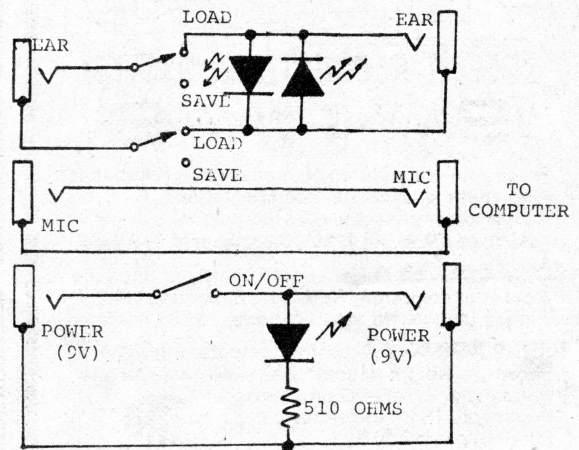 LOAD
EAR
EAR
SAVE
LOAD
SAVE
MIC
MIC
TO
COMPUTER
ON/OFF
POWER
(9V)
POWER
(9V)
510 OHMS